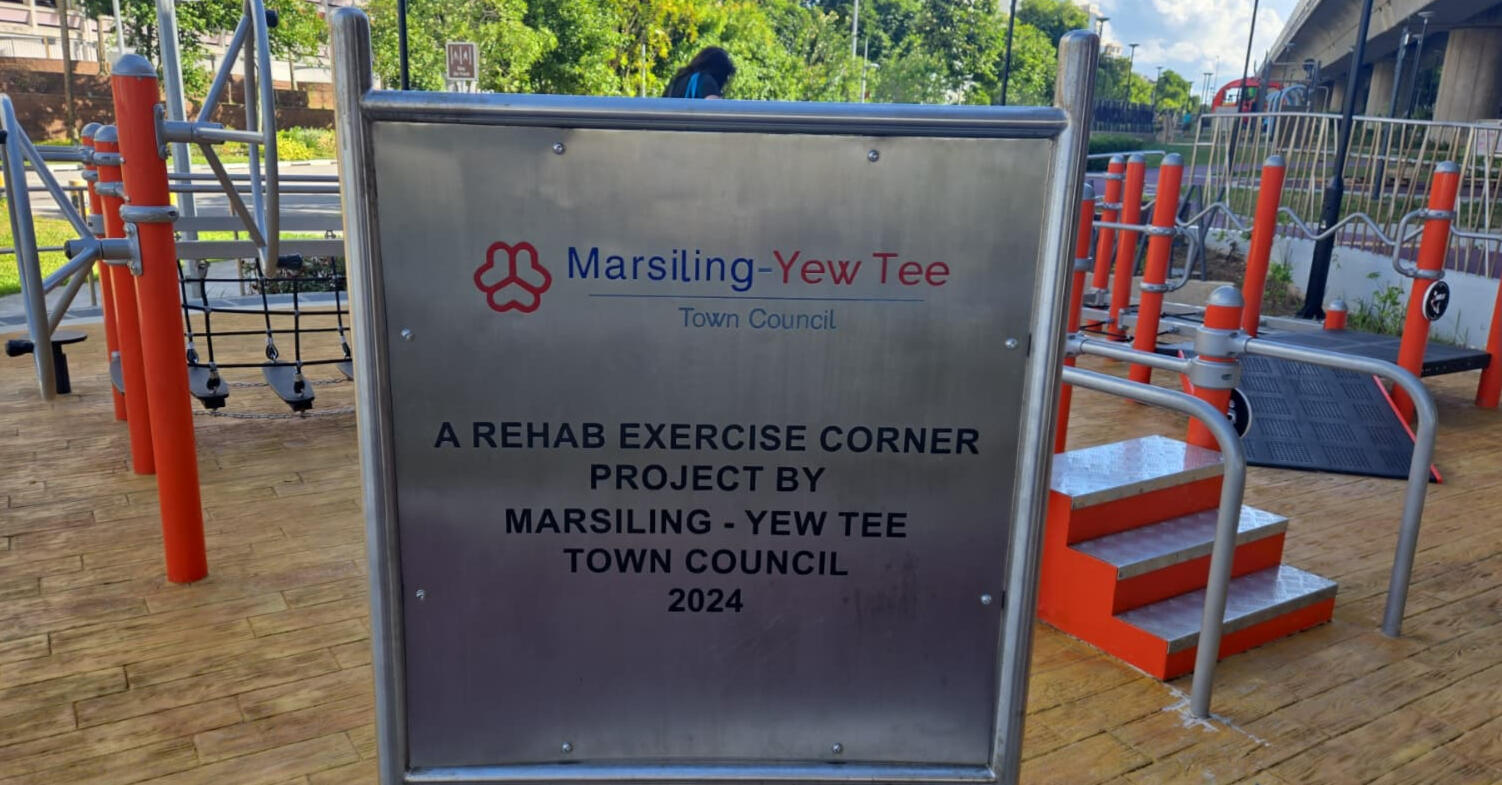 Marsiling-Yew Tee
Town Council
A REHAB EXERCISE CORNER
PROJECT BY
MARSILING - YEW TEE
TOWN COUNCIL
2024